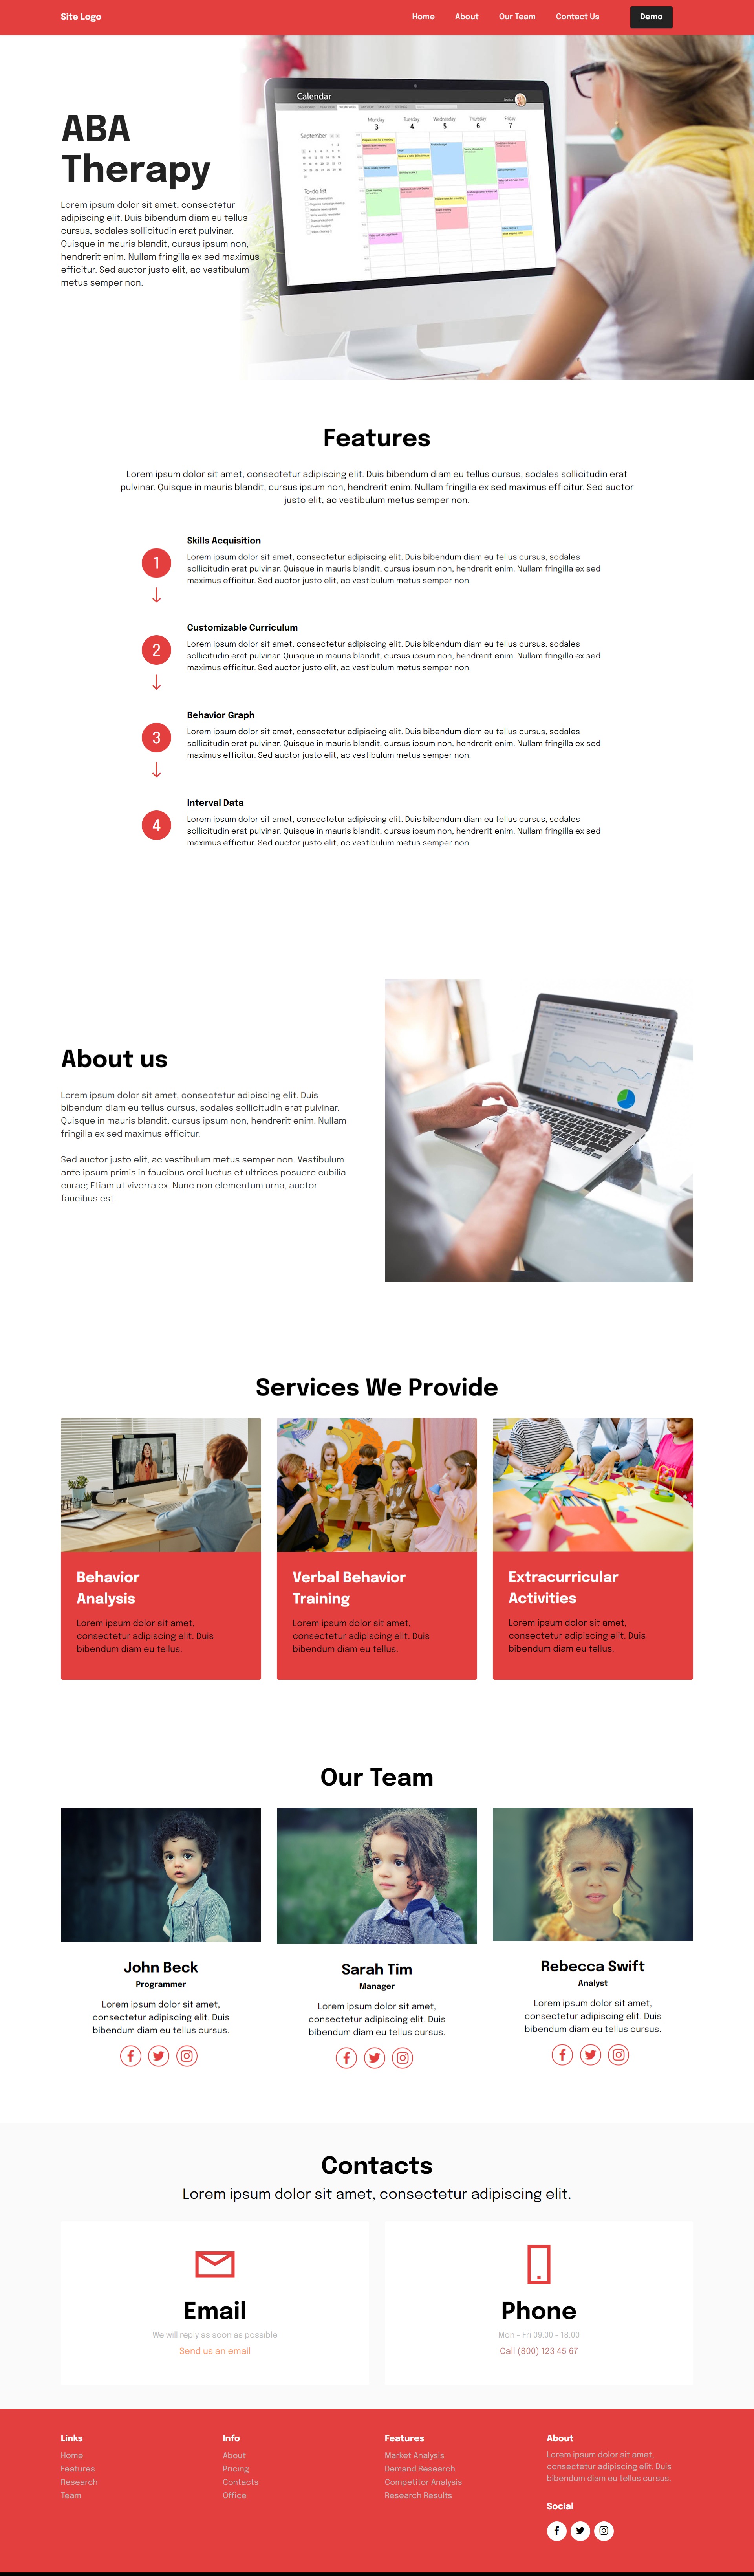 Site Logo
Home
About
Our Team
Contact Us
Demo
ABA
Therapy
Lorem ipsum dolor sit amet, consectetur
adipiscing elit. Duis bibendum diam eu tellus
cursus, sodales sollicitudin erat pulvinar.
Quisque in mauris blandit, cursus ipsum non,
hendrerit enim. Nullam fringilla ex sed maximus
efficitur. Sed auctor justo elit, ac vestibulum
metus semper non.
Calendar
Monday
3
Tuesday
4
Wednesday
5
Thursday
6
Friday
7
September
To-do list
Features
Lorem ipsum dolor sit amet, consectetur adipiscing elit. Duis bibendum diam eu tellus cursus, sodales sollicitudin erat
pulvinar. Quisque in mauris blandit, cursus ipsum non, hendrerit enim. Nullam fringilla ex sed maximus efficitur. Sed auctor
justo elit, ac vestibulum metus semper non.
1
Skills Acquisition
Lorem ipsum dolor sit amet, consectetur adipiscing elit. Duis bibendum diam eu tellus cursus, sodales
sollicitudin erat pulvinar. Quisque in mauris blandit, cursus ipsum non, hendrerit enim. Nullam fringilla ex sed
maximus efficitur. Sed auctor justo elit, ac vestibulum metus semper non.
2
Customizable Curriculum
Lorem ipsum dolor sit amet, consectetur adipiscing elit. Duis bibendum diam eu tellus cursus, sodales
sollicitudin erat pulvinar. Quisque in mauris blandit, cursus ipsum non, hendrerit enim. Nullam fringilla ex sed
maximus efficitur. Sed auctor justo elit, ac vestibulum metus semper non.
3
Behavior Graph
Lorem ipsum dolor sit amet, consectetur adipiscing elit. Duis bibendum diam eu tellus cursus, sodales
sollicitudin erat pulvinar. Quisque in mauris blandit, cursus ipsum non, hendrerit enim. Nullam fringilla ex sed
maximus efficitur. Sed auctor justo elit, ac vestibulum metus semper non.
4
Interval Data
Lorem ipsum dolor sit amet, consectetur adipiscing elit. Duis bibendum diam eu tellus cursus, sodales
sollicitudin erat pulvinar. Quisque in mauris blandit, cursus ipsum non, hendrerit enim. Nullam fringilla ex sed
maximus efficitur. Sed auctor justo elit, ac vestibulum metus semper non.
About us
Lorem ipsum dolor sit amet, consectetur adipiscing elit. Duis
bibendum diam eu tellus cursus, sodales sollicitudin erat pulvinar.
Quisque in mauris blandit, cursus ipsum non, hendrerit enim. Nullam
fringilla ex sed maximus efficitur.
Sed auctor justo elit, ac vestibulum metus semper non. Vestibulum
ante ipsum primis in faucibus orci luctus et ultrices posuere cubilia
curae; Etiam ut viverra ex. Nunc non elementum urna, auctor
faucibus est.
Services We Provide
Behavior
Analysis
Lorem ipsum dolor sit amet,
consectetur adipiscing elit. Duis
bibendum diam eu tellus.
Verbal Behavior
Training
Lorem ipsum dolor sit amet,
consectetur adipiscing elit. Duis
bibendum diam eu tellus.
Extracurricular
Activities
Lorem ipsum dolor sit amet,
consectetur adipiscing elit. Duis
bibendum diam eu tellus.
Our Team
John Beck
Programmer
Lorem ipsum dolor sit amet,
consectetur adipiscing elit. Duis
bibendum diam eu tellus cursus.
Sarah Tim
Manager
Lorem ipsum dolor sit amet,
consectetur adipiscing elit. Duis
bibendum diam eu tellus cursus.
Rebecca Swift
Analyst
Lorem ipsum dolor sit amet,
consectetur adipiscing elit. Duis
bibendum diam eu tellus cursus.
Contacts
Lorem ipsum dolor sit amet, consectetur adipiscing elit.
Email
We will reply as soon as possible
Send us an email
Phone
Mon - Fri 09:00 - 18:00
Call (800) 123 45 67
Links
Home
Features
Research
Team
Info
About
Pricing
Contacts
Office
Features
Market Analysis
Demand Research
Competitor Analysis
Research Results
About
Lorem ipsum dolor sit amet,
consectetur adipiscing elit. Duis
bibendum diam eu tellus cursus,
Social